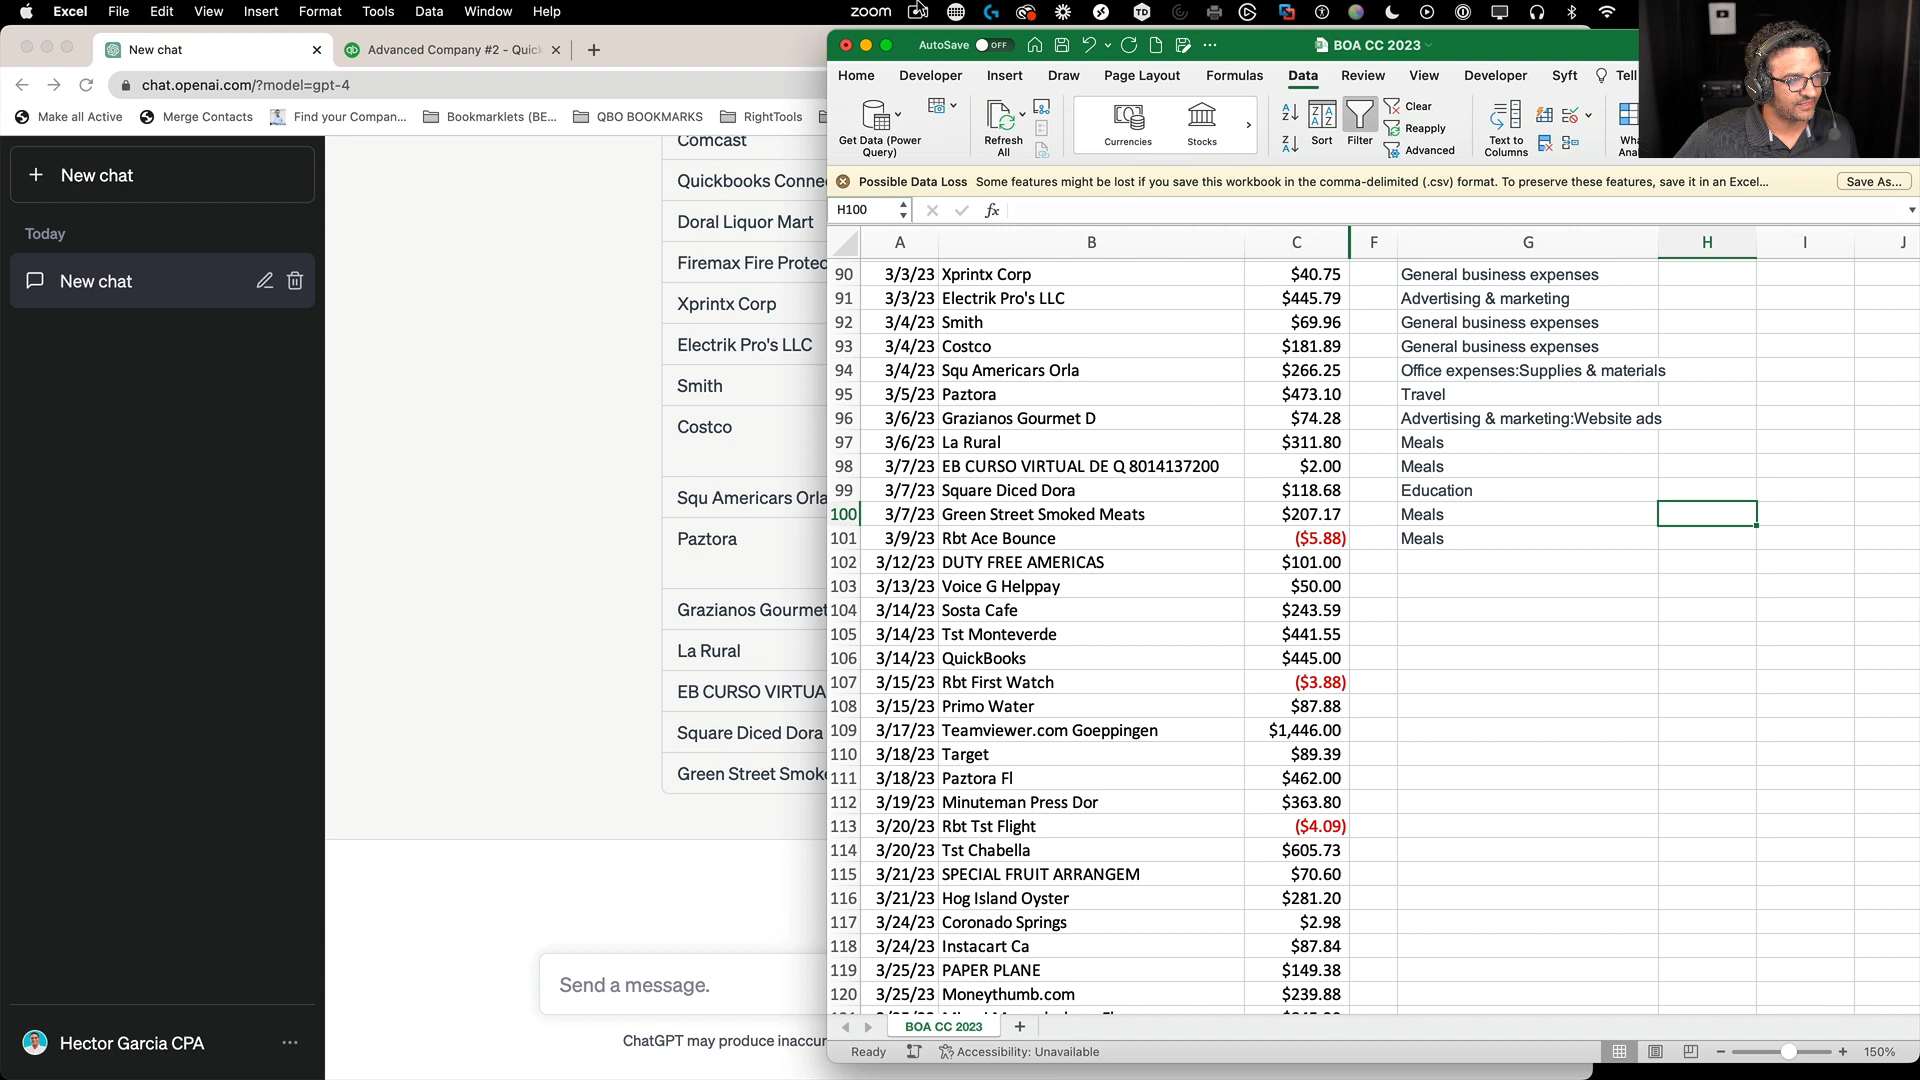 Excel File Edit View Insert Format Tools Data Window Help
zoom
TD
New chat
Advanced Company #2 - Quick
chat.openai.com/?model=gpt-4
Make all Active
Merge Contacts
Find your Compan...
Bookmarklets (BE...
QBO BOOKMARKS
RightTools
New chat
Today
New chat
Hector Garcia CPA
Comcast
Quickbooks Conne
Doral Liquor Mart
Firemax Fire Protec
Xprintx Corp
Electrik Pro's LLC
Smith
Costco
Squ Americars Orla
Paztora
Grazianos Gourmet
La Rural
EB CURSO VIRTUA
Square Diced Dora
Green Street Smoke
Send a message.
ChatGPT may produce inaccur
AutoSave OFF
BOA CC 2023
Home Developer Insert Draw Page Layout Formulas Data Review View Developer Syft Tell
Get Data (Power Query)
Refresh All
Currencies
Stocks
Sort
Filter
Clear
Reapply
Advanced
Text to Columns
Wha
Ana
Possible Data Loss Some features might be lost if you save this workbook in the comma-delimited (.csv) format. To preserve these features, save it in an Excel... Save As...
H100 fx
A B C F G H I J
90 3/3/23 Xprintx Corp $40.75 General business expenses
91 3/3/23 Electrik Pro's LLC $445.79 Advertising & marketing
92 3/4/23 Smith $69.96 General business expenses
93 3/4/23 Costco $181.89 General business expenses
94 3/4/23 Squ Americars Orla $266.25 Office expenses:Supplies & materials
95 3/5/23 Paztora $473.10 Travel
96 3/6/23 Grazianos Gourmet D $74.28 Advertising & marketing:Website ads
97 3/6/23 La Rural $311.80 Meals
98 3/7/23 EB CURSO VIRTUAL DE Q 8014137200 $2.00 Meals
99 3/7/23 Square Diced Dora $118.68 Education
100 3/7/23 Green Street Smoked Meats $207.17 Meals
101 3/9/23 Rbt Ace Bounce ($5.88) Meals
102 3/12/23 DUTY FREE AMERICAS $101.00
103 3/13/23 Voice G Helppay $50.00
104 3/14/23 Sosta Cafe $243.59
105 3/14/23 Tst Monteverde $441.55
106 3/14/23 QuickBooks $445.00
107 3/15/23 Rbt First Watch ($3.88)
108 3/15/23 Primo Water $87.88
109 3/17/23 Teamviewer.com Goeppingen $1,446.00
110 3/18/23 Target $89.39
111 3/18/23 Paztora Fl $462.00
112 3/19/23 Minuteman Press Dor $363.80
113 3/20/23 Rbt Tst Flight ($4.09)
114 3/20/23 Tst Chabella $605.73
115 3/21/23 SPECIAL FRUIT ARRANGEM $70.60
116 3/21/23 Hog Island Oyster $281.20
117 3/24/23 Coronado Springs $2.98
118 3/24/23 Instacart Ca $87.84
119 3/25/23 PAPER PLANE $149.38
120 3/25/23 Moneythumb.com $239.88
BOA CC 2023
Ready Accessibility: Unavailable 150%